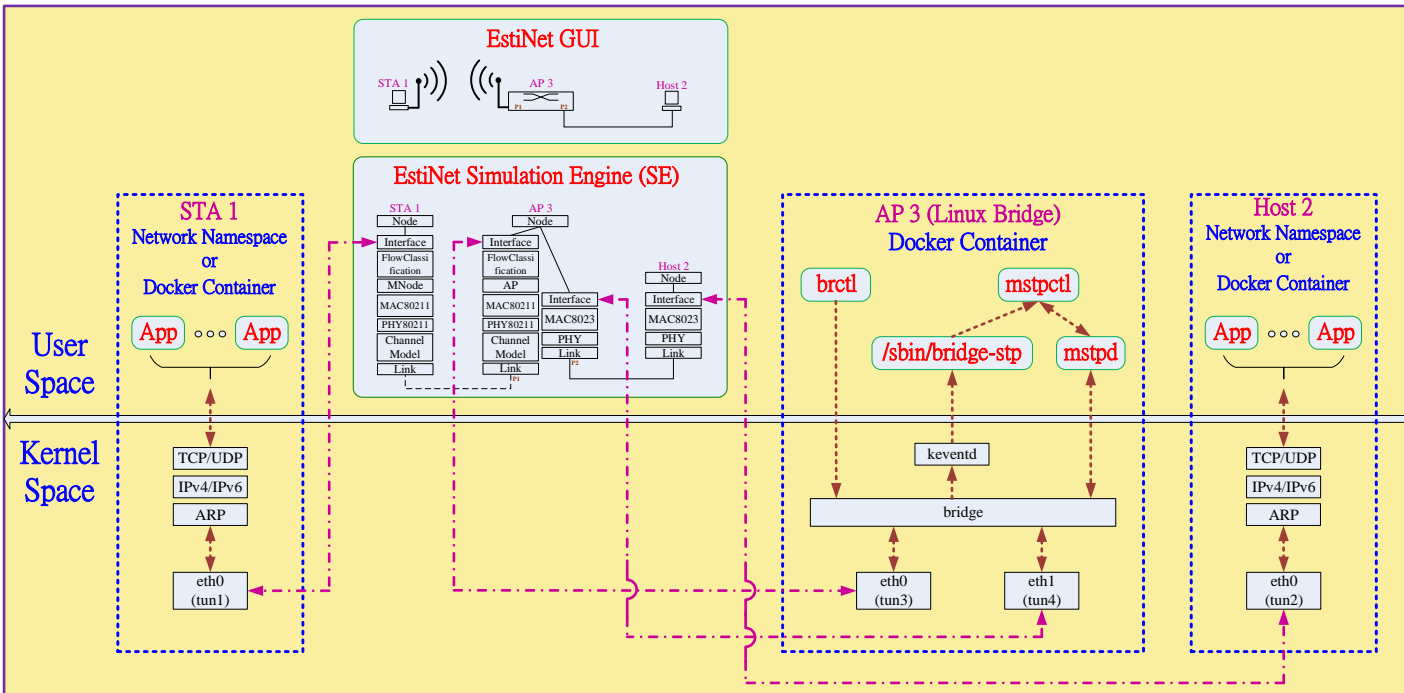 EstiNet GUI
STA 1
AP 3
Host 2
P1
P2
EstiNet Simulation Engine (SE)
STA 1
Node
Interface
FlowClassi
fication
MNode
MAC80211
PHY80211
Channel
Model
Link
AP 3
Node
Interface
FlowClassi
fication
AP
MAC80211
PHY80211
Channel
Model
Link
P1
Interface
MAC8023
PHY
Link
P2
Host 2
Node
Interface
MAC8023
PHY
Link
User
Space
Kernel
Space
STA 1
Network Namespace
or
Docker Container
App
App
TCP/UDP
IPv4/IPv6
ARP
eth0
(tun1)
AP 3 (Linux Bridge)
Docker Container
brctl
mstpctl
/sbin/bridge-stp
mstpd
keventd
bridge
eth0
(tun3)
eth1
(tun4)
Host 2
Network Namespace
or
Docker Container
App
App
TCP/UDP
IPv4/IPv6
ARP
eth0
(tun2)